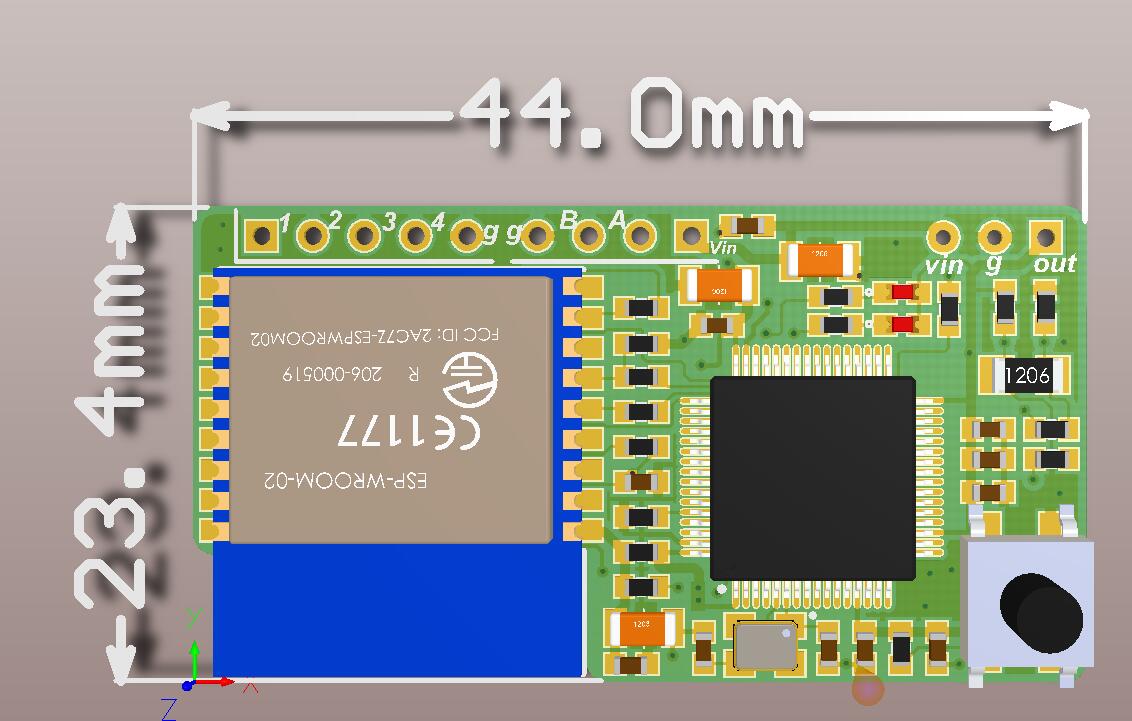 44.0mm
23.4mm
1 2 3 4 g g B A Vin
vin g out
1206
1206
1206
1206
FCC ID: 2AC7Z-ESPWROOM02
R 206-000519
CE1177
ESP-WROOM-02
Y
X
Z